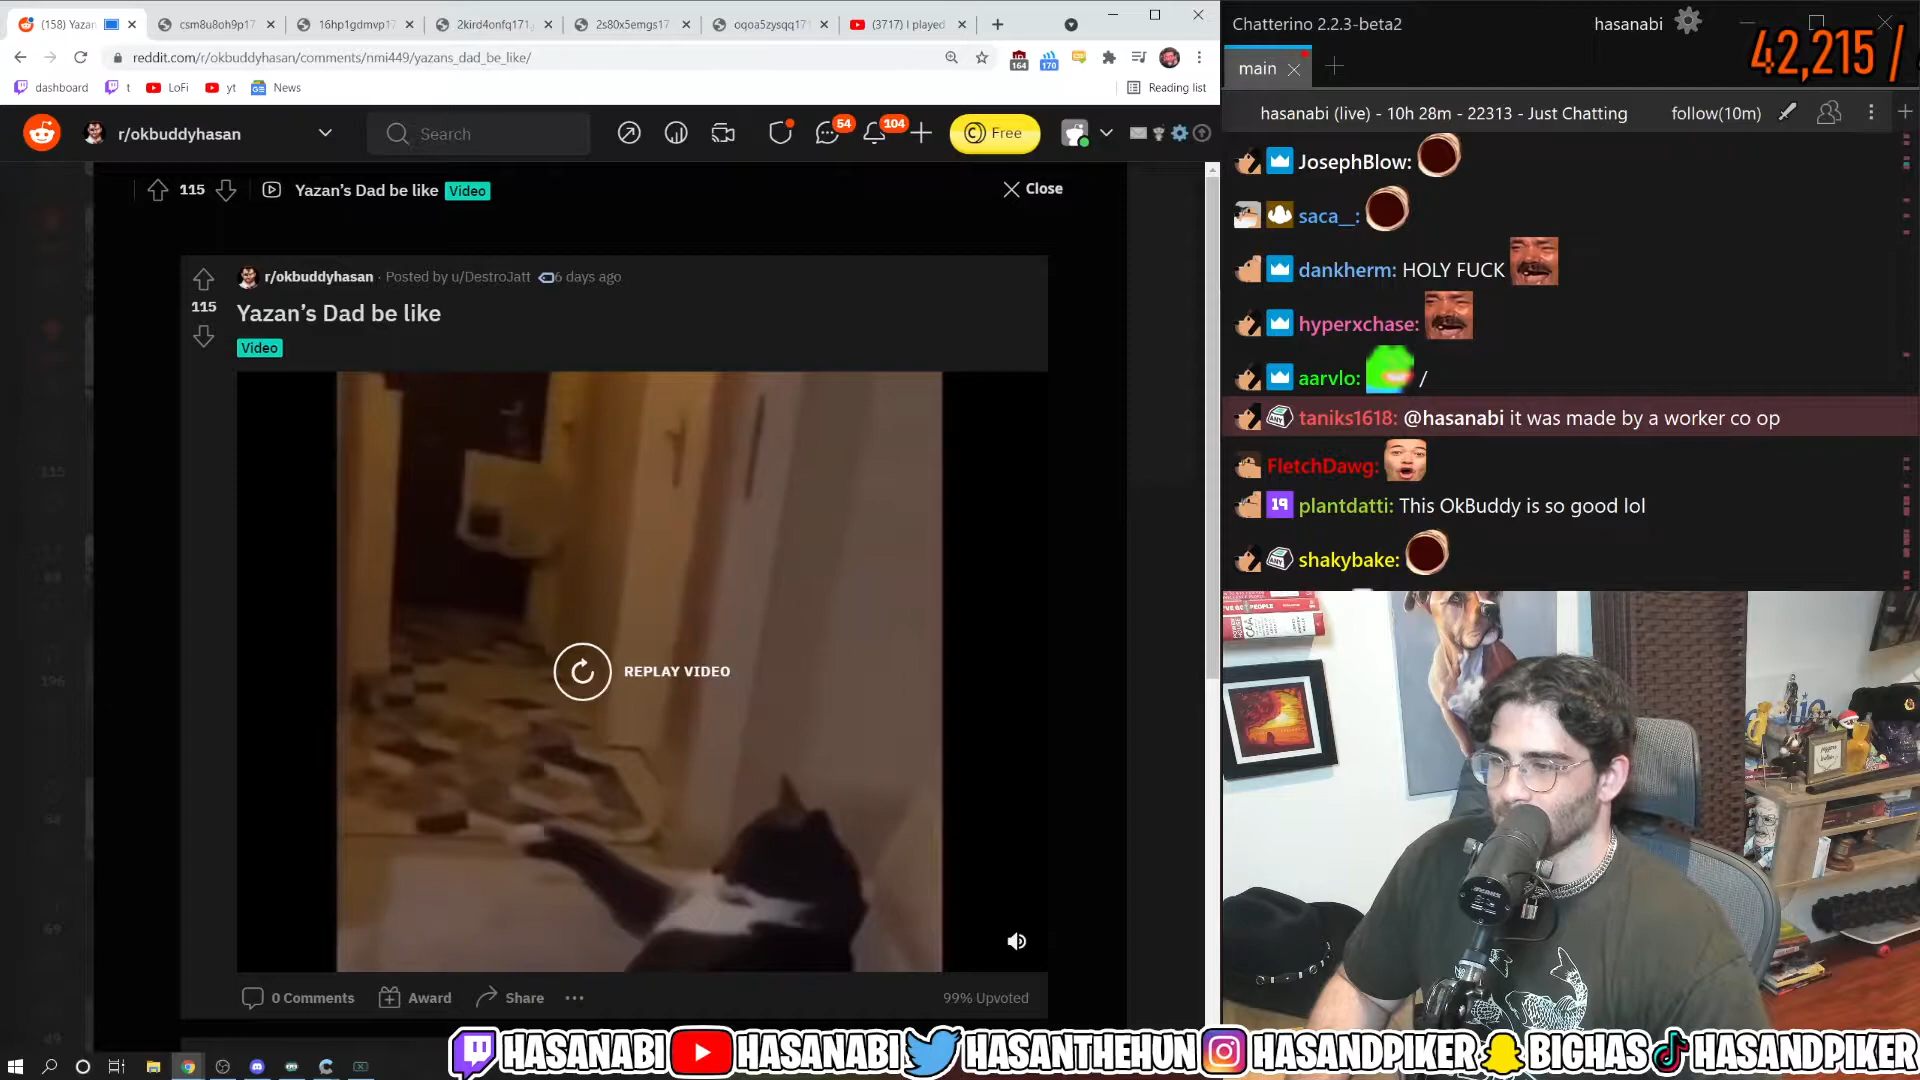 (158) Yazan
csm8u8oh9p17
16hp1gdmvp17
2kird4onfq171.
2s80x5emgs17
oqoa5zysqq171
(3717) I played
reddit.com/r/okbuddyhasan/comments/nmi449/yazans_dad_be_like/
164
170
dashboard
t
LoFi
yt
News
Reading list
r/okbuddyhasan
Search
54
104
Free
115
Yazan's Dad be like
Video
Close
r/okbuddyhasan · Posted by u/DestroJatt 6 days ago
115
Yazan's Dad be like
Video
REPLAY VIDEO
0 Comments
Award
Share
99% Upvoted
Chatterino 2.2.3-beta2
hasanabi
42,215 /
main
hasanabi (live) - 10h 28m - 22313 - Just Chatting
follow(10m)
JosephBlow:
saca__:
dankherm: HOLY FUCK
hyperxchase:
aarvlo: /
taniks1618: @hasanabi it was made by a worker co op
FletchDawg:
19 plantdatti: This OkBuddy is so good lol
shakybake:
HASANABI
HASANABI
HASANTHEHUN
HASANDPIKER
BIGHAS
HASANDPIKER